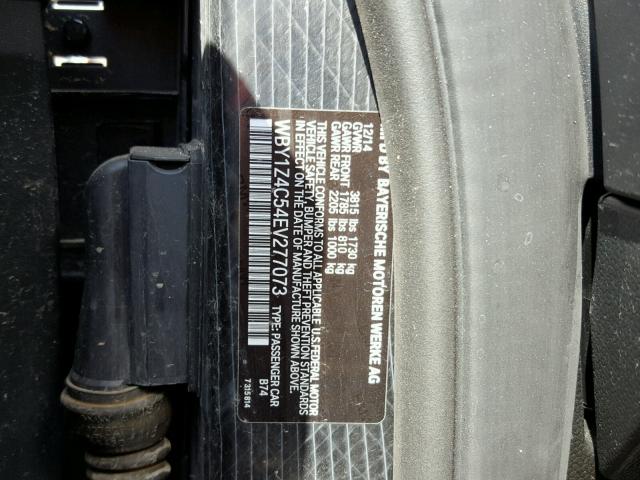 MFD BY BAYERISCHE MOTOREN WERKE AG
12/14
GVWR 3815 lbs 1730 kg
GAWR FRONT 1785 lbs 810 kg
GAWR REAR 2205 lbs 1000 kg
THIS VEHICLE CONFORMS TO ALL APPLICABLE U.S. FEDERAL MOTOR
VEHICLE SAFETY, BUMPER AND THEFT PREVENTION STANDARDS
IN EFFECT ON THE DATE OF MANUFACTURE SHOWN ABOVE.
WBY1Z4C54EV277073 TYPE: PASSENGER CAR
B74
7315614